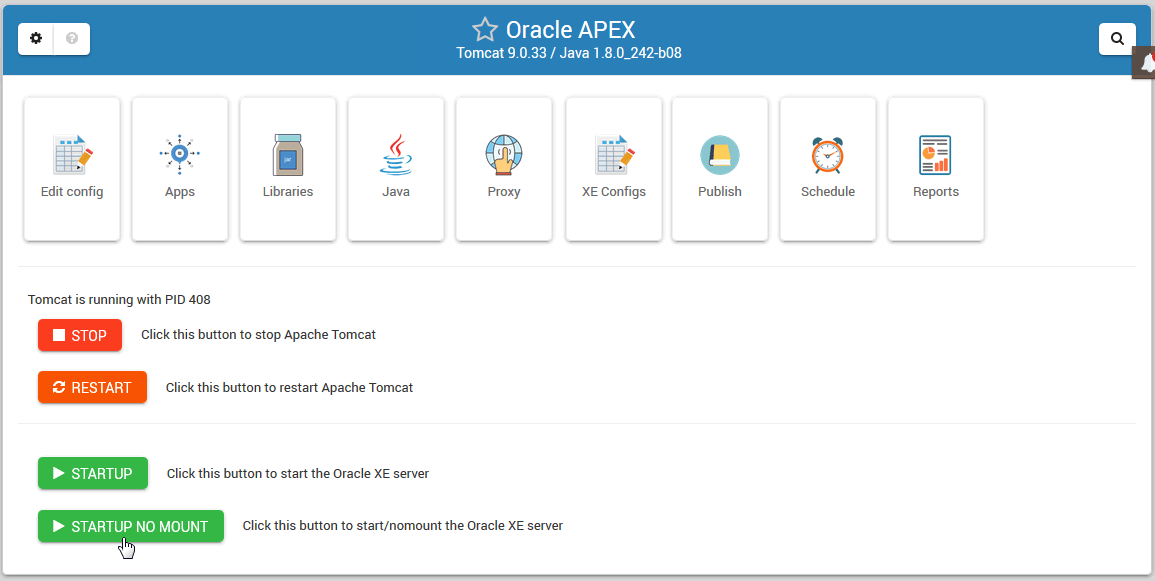 Oracle APEX
Tomcat 9.0.33 / Java 1.8.0_242-b08
Edit config
Apps
jar
Libraries
Java
Proxy
XE Configs
Publish
Schedule
Reports
Tomcat is running with PID 408
STOP Click this button to stop Apache Tomcat
RESTART Click this button to restart Apache Tomcat
STARTUP Click this button to start the Oracle XE server
STARTUP NO MOUNT Click this button to start/nomount the Oracle XE server